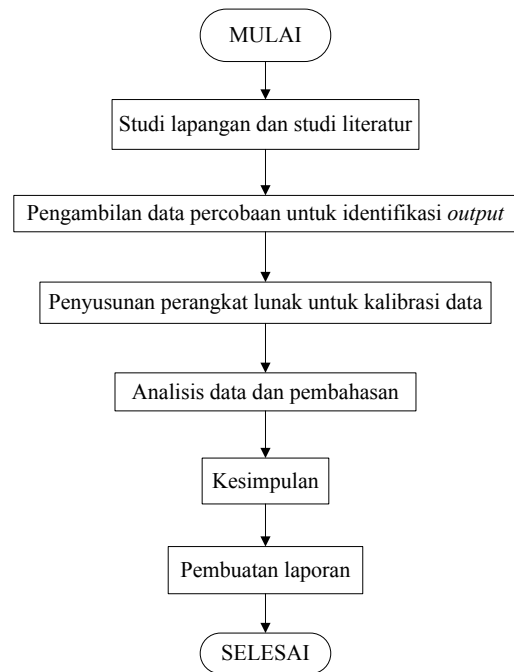 MULAI
Studi lapangan dan studi literatur
Pengambilan data percobaan untuk identifikasi output
Penyusunan perangkat lunak untuk kalibrasi data
Analisis data dan pembahasan
Kesimpulan
Pembuatan laporan
SELESAI